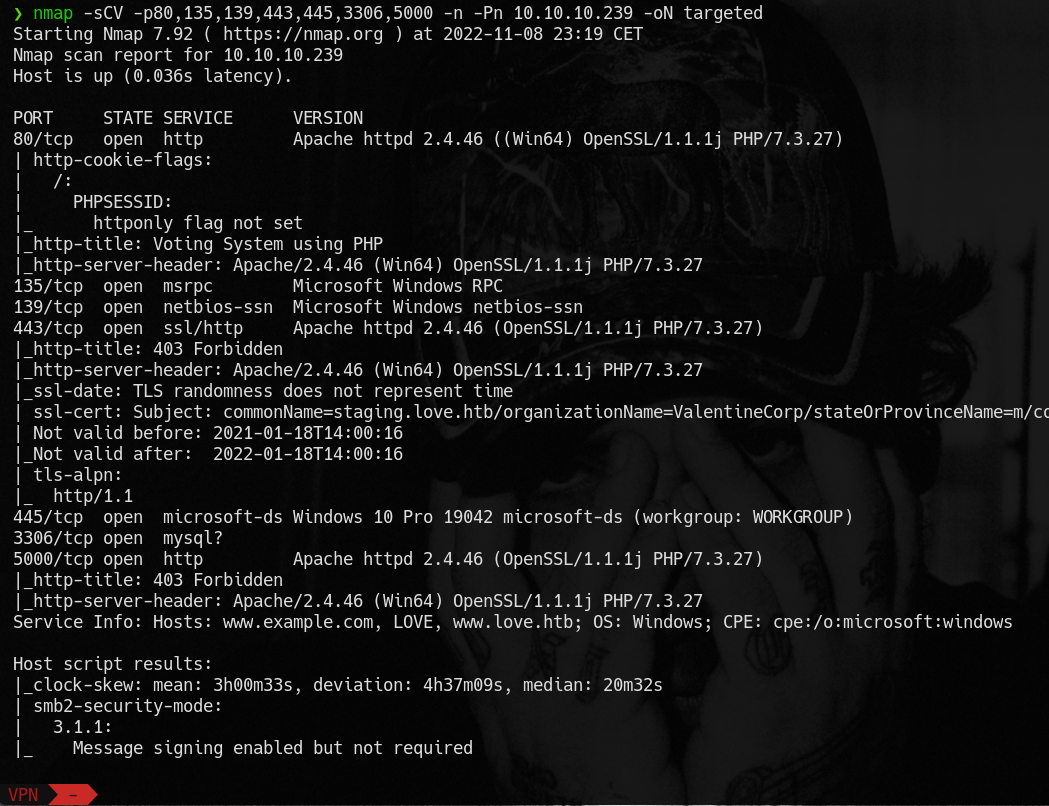 ❯ nmap -sCV -p80,135,139,443,445,3306,5000 -n -Pn 10.10.10.239 -oN targeted
Starting Nmap 7.92 ( https://nmap.org ) at 2022-11-08 23:19 CET
Nmap scan report for 10.10.10.239
Host is up (0.036s latency).

PORT     STATE SERVICE      VERSION
80/tcp   open  http         Apache httpd 2.4.46 ((Win64) OpenSSL/1.1.1j PHP/7.3.27)
| http-cookie-flags:
|   /:
|     PHPSESSID:
|_      httponly flag not set
|_http-title: Voting System using PHP
|_http-server-header: Apache/2.4.46 (Win64) OpenSSL/1.1.1j PHP/7.3.27
135/tcp  open  msrpc        Microsoft Windows RPC
139/tcp  open  netbios-ssn  Microsoft Windows netbios-ssn
443/tcp  open  ssl/http     Apache httpd 2.4.46 (OpenSSL/1.1.1j PHP/7.3.27)
|_http-title: 403 Forbidden
|_http-server-header: Apache/2.4.46 (Win64) OpenSSL/1.1.1j PHP/7.3.27
|_ssl-date: TLS randomness does not represent time
| ssl-cert: Subject: commonName=staging.love.htb/organizationName=ValentineCorp/stateOrProvinceName=m/co
| Not valid before: 2021-01-18T14:00:16
|_Not valid after:  2022-01-18T14:00:16
| tls-alpn:
|_  http/1.1
445/tcp  open  microsoft-ds Windows 10 Pro 19042 microsoft-ds (workgroup: WORKGROUP)
3306/tcp open  mysql?
5000/tcp open  http         Apache httpd 2.4.46 (OpenSSL/1.1.1j PHP/7.3.27)
|_http-title: 403 Forbidden
|_http-server-header: Apache/2.4.46 (Win64) OpenSSL/1.1.1j PHP/7.3.27
Service Info: Hosts: www.example.com, LOVE, www.love.htb; OS: Windows; CPE: cpe:/o:microsoft:windows

Host script results:
|_clock-skew: mean: 3h00m33s, deviation: 4h37m09s, median: 20m32s
| smb2-security-mode:
|   3.1.1:
|_    Message signing enabled but not required

VPN -